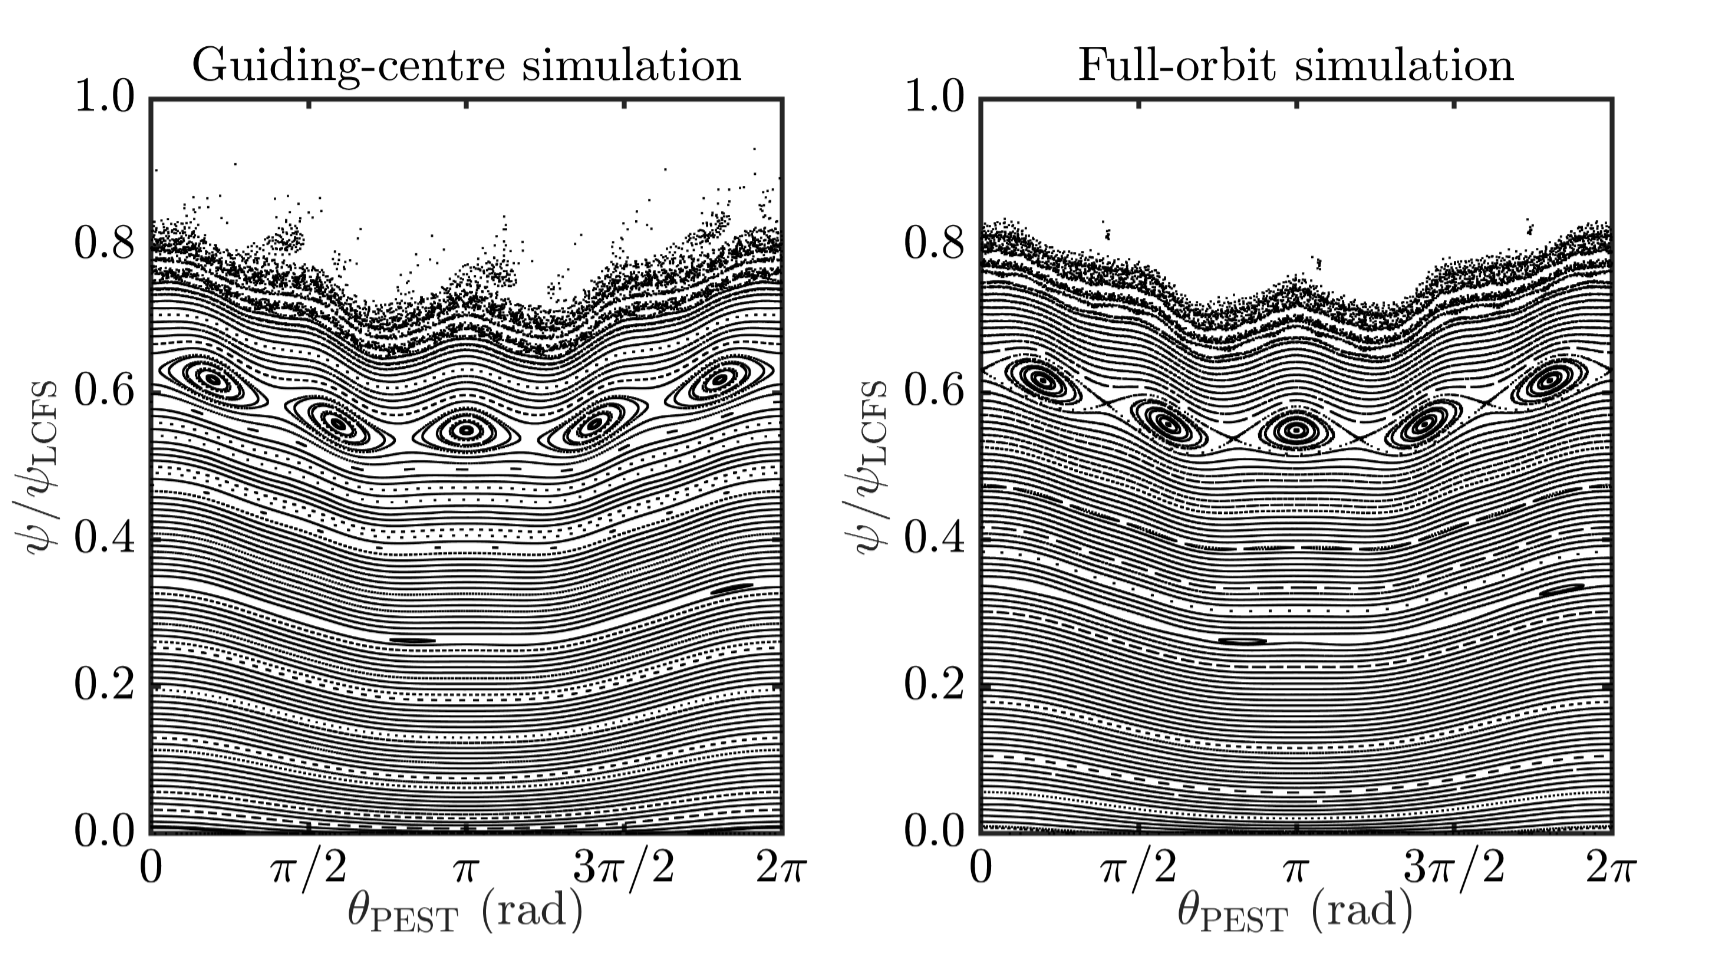 Guiding-centre simulation
1.0
0.8
0.6
0.4
0.2
0.0
ψ/ψLCFS
0 π/2 π 3π/2 2π
θPEST (rad)
Full-orbit simulation
1.0
0.8
0.6
0.4
0.2
0.0
ψ/ψLCFS
0 π/2 π 3π/2 2π
θPEST (rad)